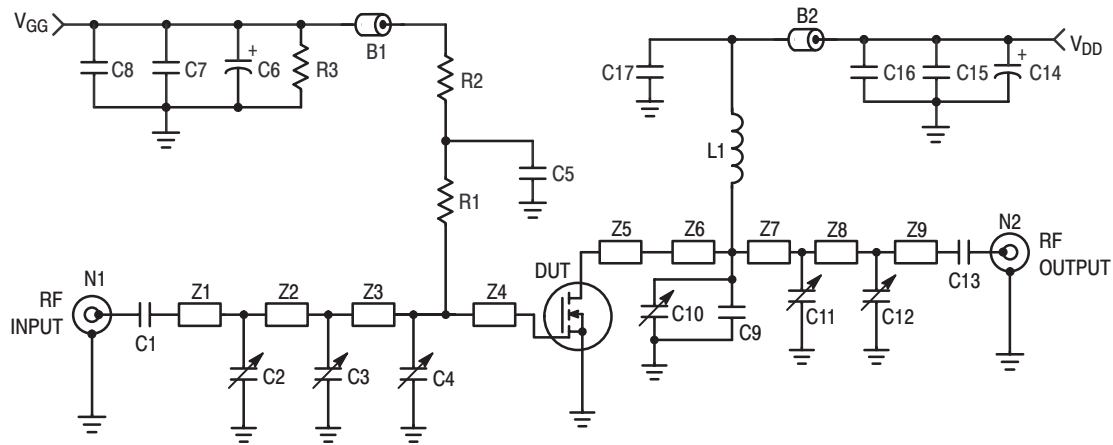 VGG
B1
C8
C7
+
C6
R3
R2
C5
R1
B2
VDD
C17
C16
C15
+
C14
L1
N1
RF
INPUT
C1
Z1
Z2
Z3
Z4
C2
C3
C4
DUT
Z5
Z6
Z7
Z8
Z9
C10
C9
C11
C12
C13
N2
RF
OUTPUT